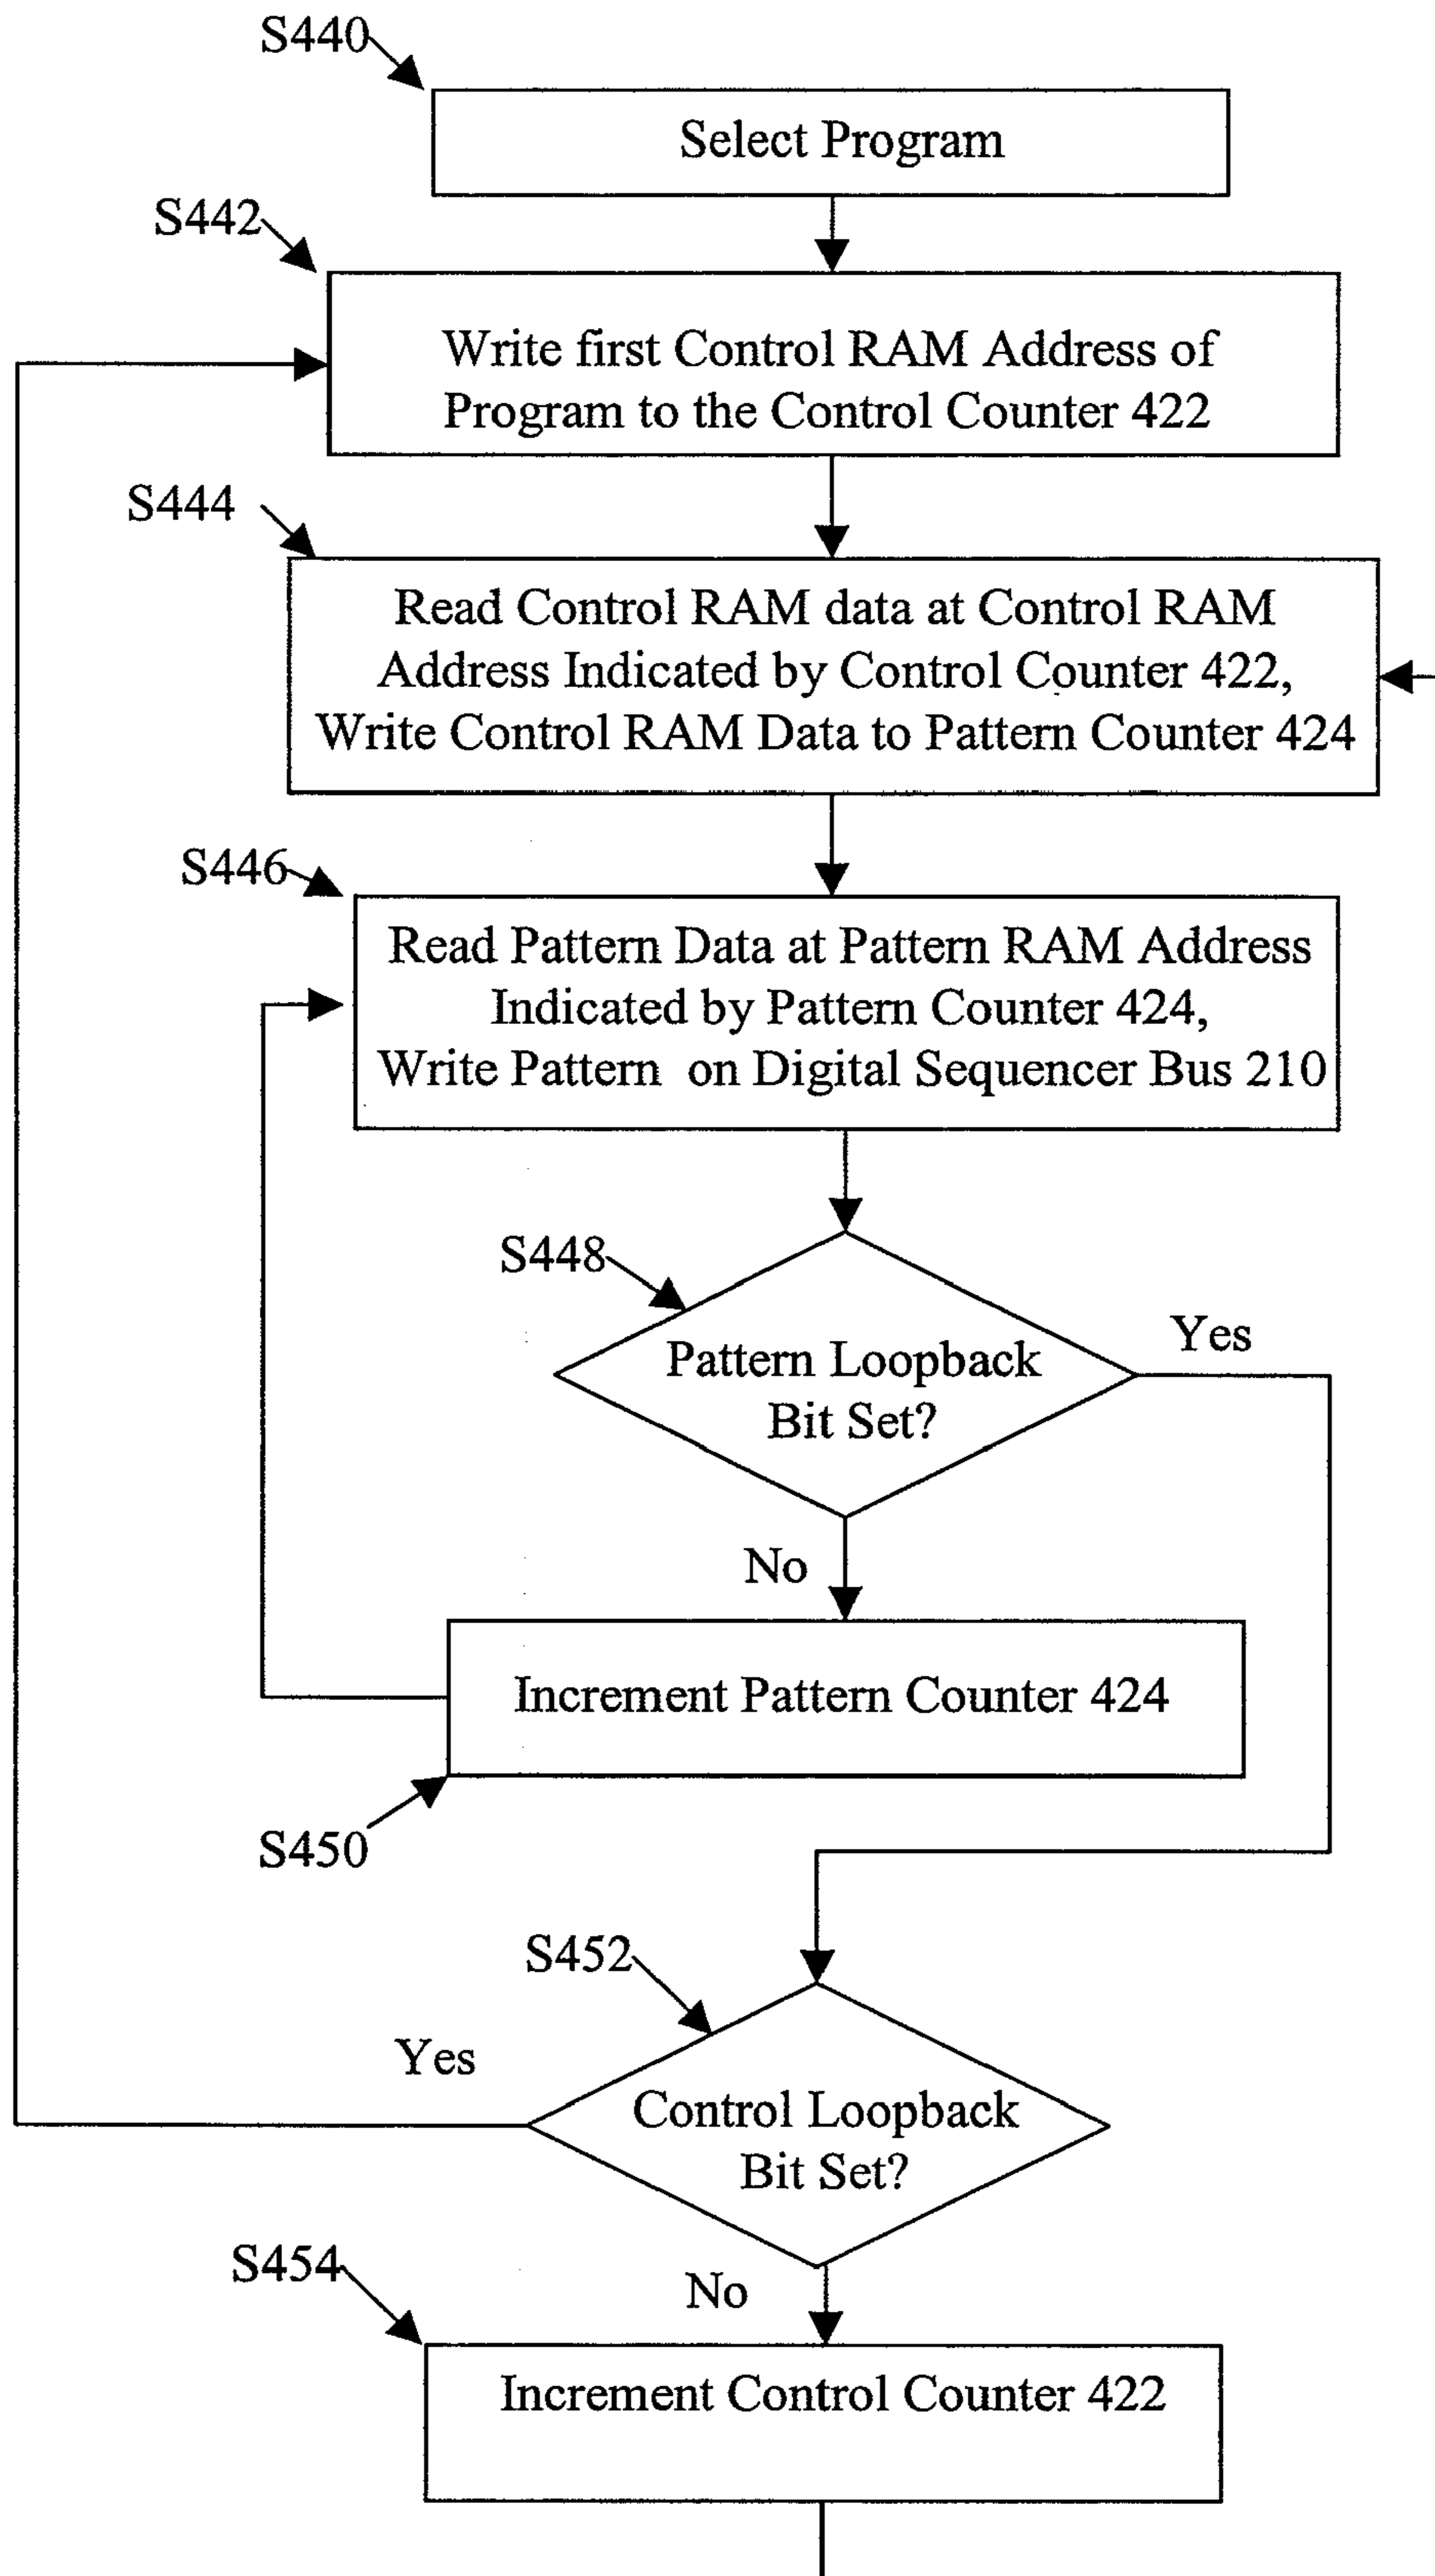 S440
Select Program
S442
Write first Control RAM Address of
Program to the Control Counter 422
S444
Read Control RAM data at Control RAM
Address Indicated by Control Counter 422,
Write Control RAM Data to Pattern Counter 424
S446
Read Pattern Data at Pattern RAM Address
Indicated by Pattern Counter 424,
Write Pattern on Digital Sequencer Bus 210
S448
Yes
Pattern Loopback
Bit Set?
No
Increment Pattern Counter 424
S450
S452
Yes
Control Loopback
Bit Set?
S454
No
Increment Control Counter 422